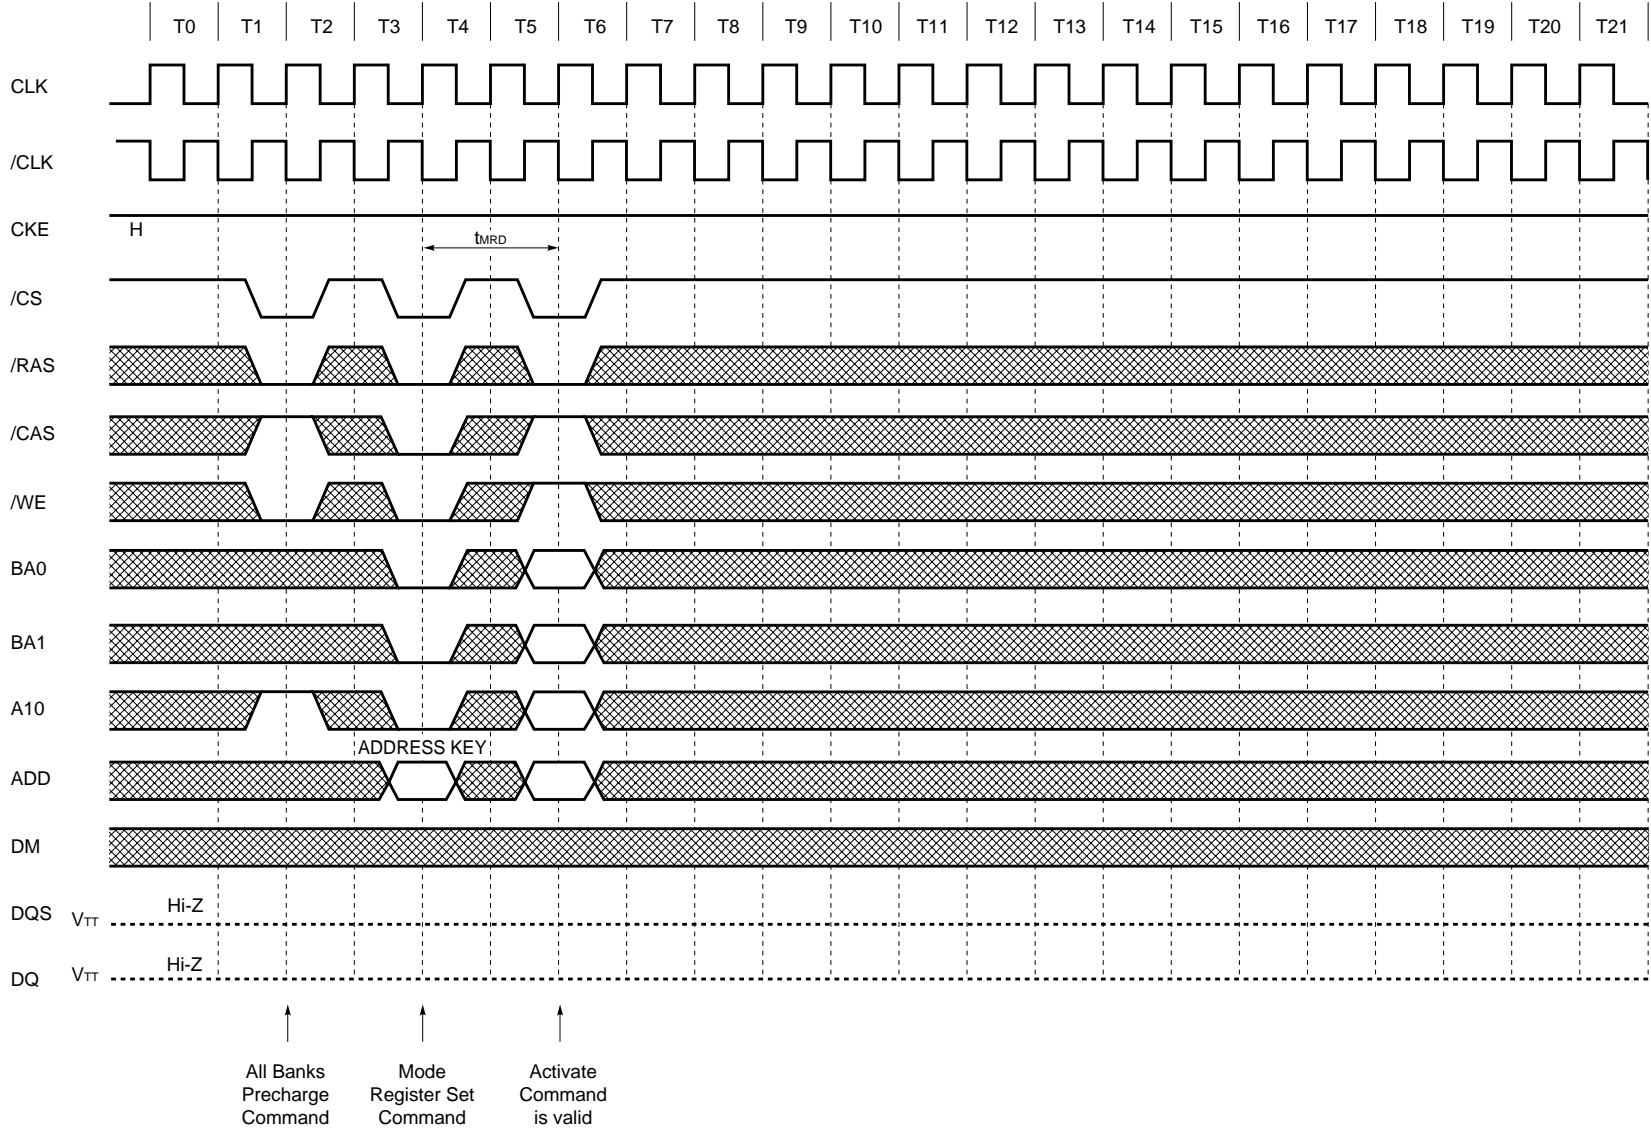 T0 T1 T2 T3 T4 T5 T6 T7 T8 T9 T10 T11 T12 T13 T14 T15 T16 T17 T18 T19 T20 T21
CLK
/CLK
CKE H
tMRD
/CS
/RAS
/CAS
/WE
BA0
BA1
A10
ADDRESS KEY
ADD
DM
Hi-Z
DQS VTT
Hi-Z
DQ VTT
All Banks
Precharge
Command
Mode
Register Set
Command
Activate
Command
is valid